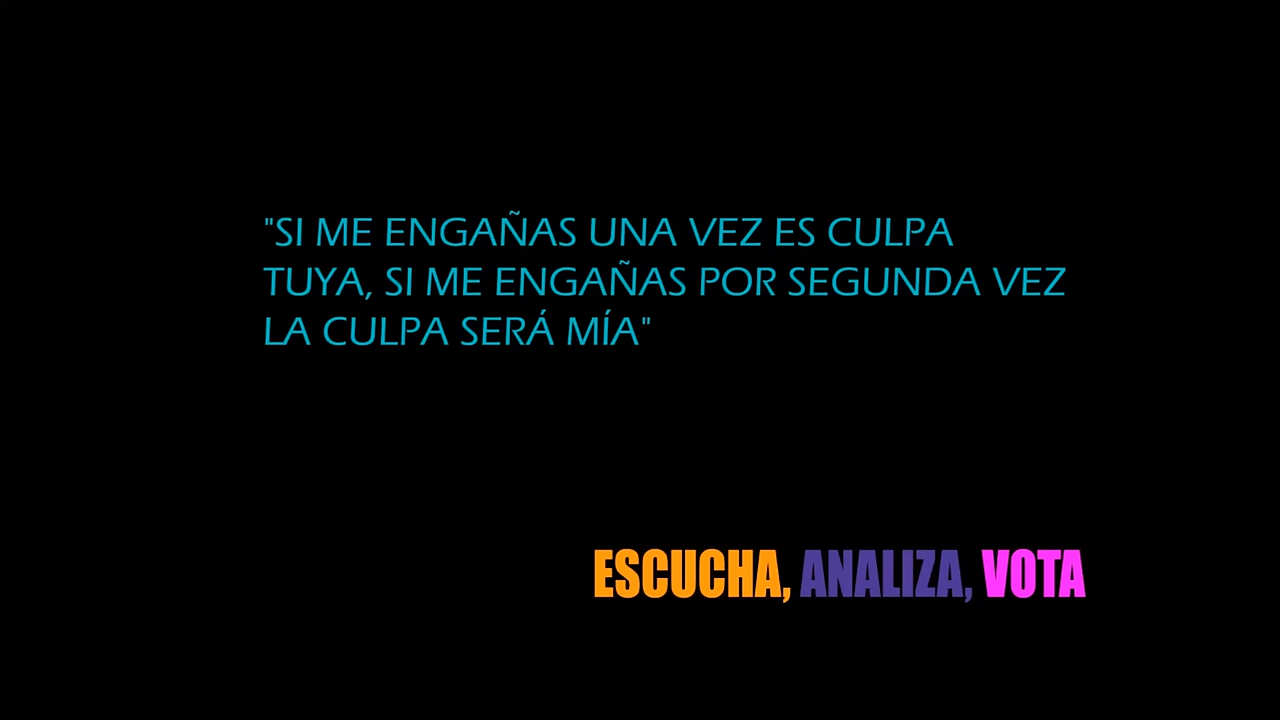 "SI ME ENGAÑAS UNA VEZ ES CULPA
TUYA, SI ME ENGAÑAS POR SEGUNDA VEZ
LA CULPA SERÁ MÍA"
ESCUCHA, ANALIZA, VOTA